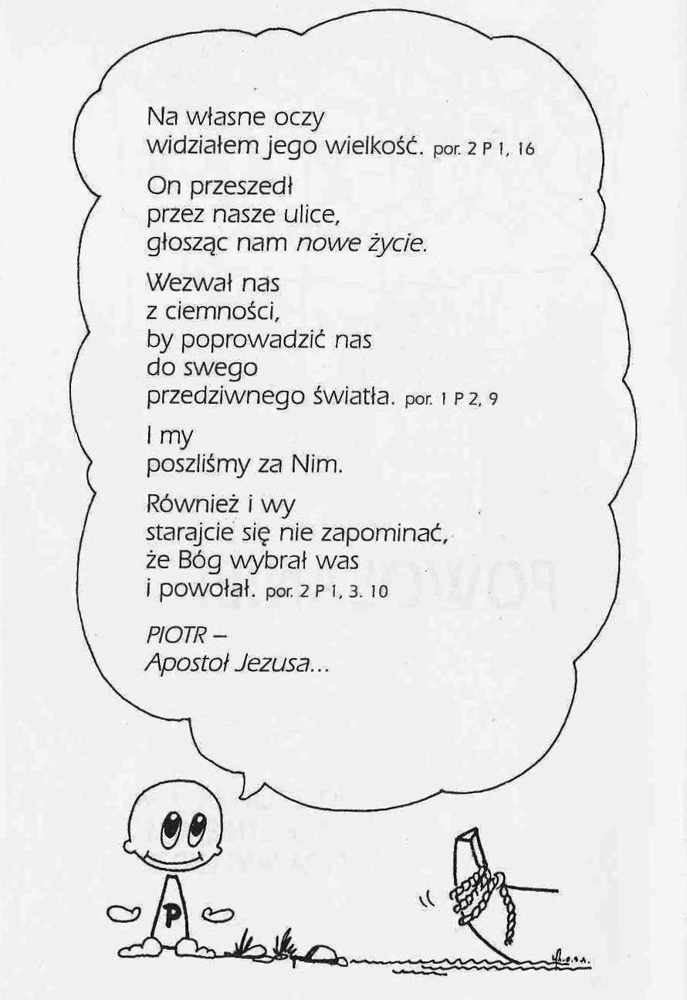 Na własne oczy
widziałem jego wielkość. por. 2 P 1, 16
On przeszedł
przez nasze ulice,
głosząc nam nowe życie.
Wezwał nas
z ciemności,
by poprowadzić nas
do swego
przedziwnego światła. por. 1 P 2, 9
I my
poszliśmy za Nim.
Również i wy
starajcie się nie zapominać,
że Bóg wybrał was
i powołał. por. 2 P 1, 3. 10
PIOTR –
Apostoł Jezusa...
P